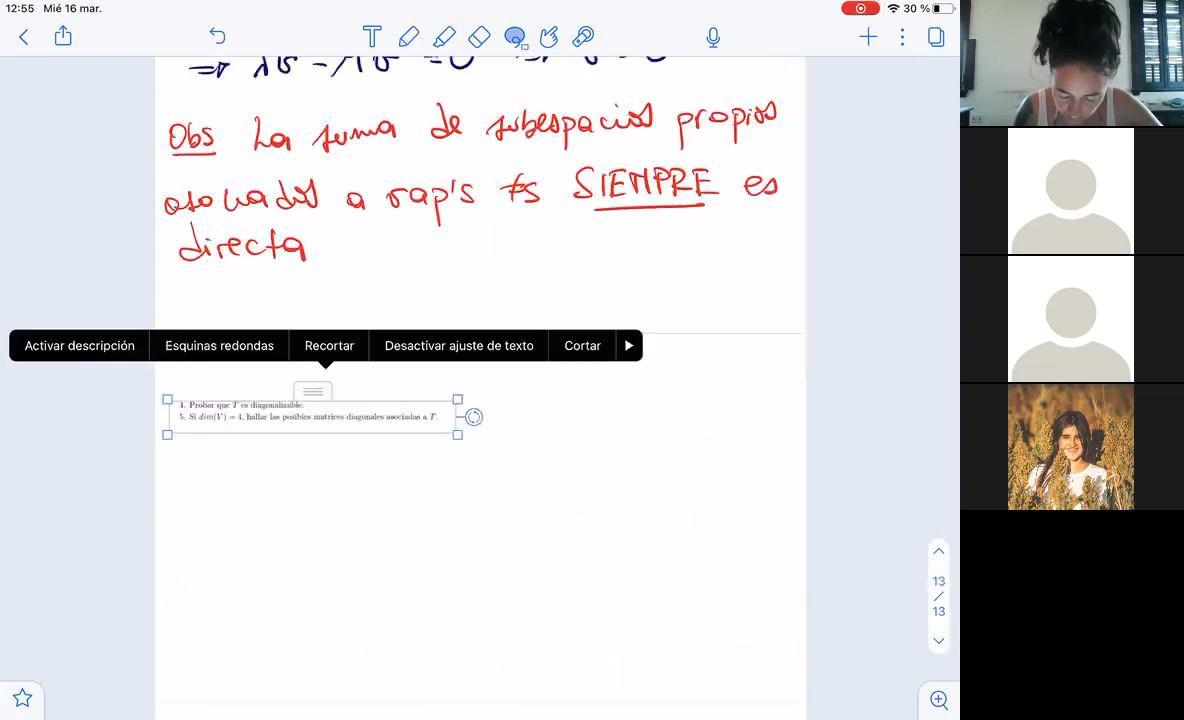 12:55 Mié 16 mar.
30 %
Obs La suma de subespacios propios
asociados a vap's ≠s SIEMPRE es
directa
Activar descripción Esquinas redondas Recortar Desactivar ajuste de texto Cortar
4. Probar que T es diagonalizable.
5. Si dim(V) = 4, hallar las posibles matrices diagonales asociadas a T.
13
/
13